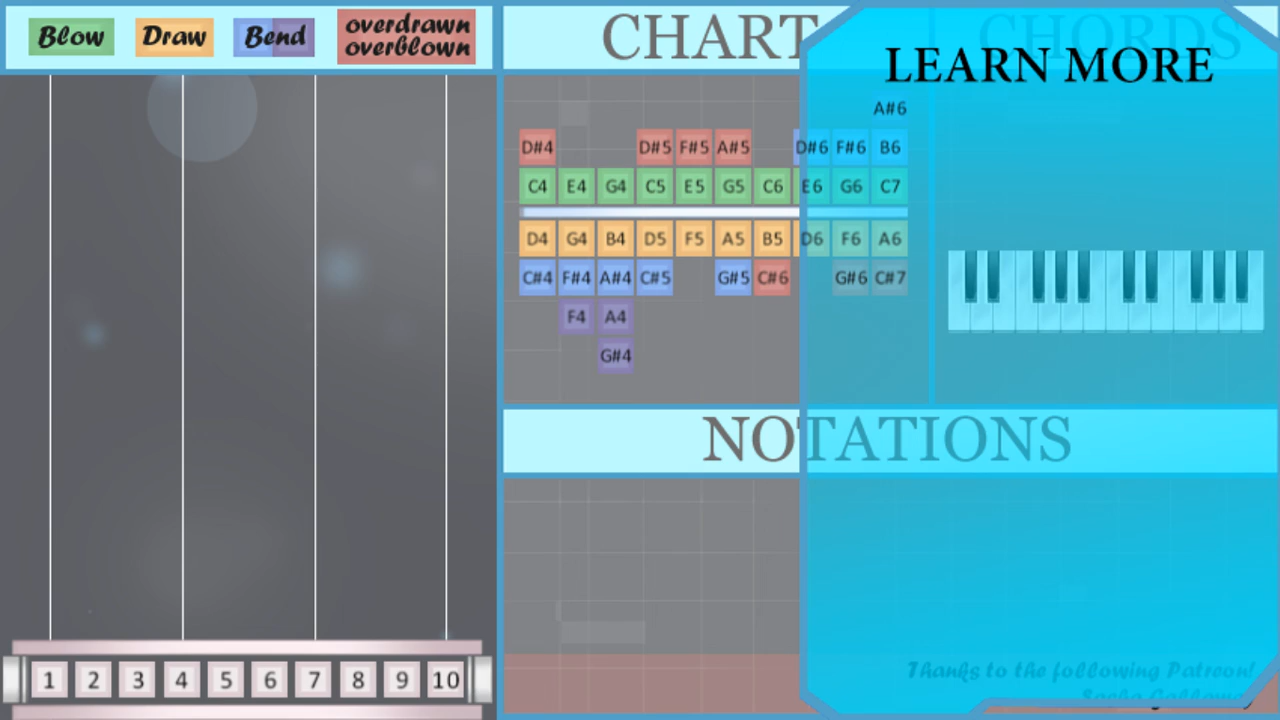 Blow Draw Bend overdrawn
overblown
CHART CHORDS
LEARN MORE
A#6
D#4 D#5 F#5 A#5 D#6 F#6 B6
C4 E4 G4 C5 E5 G5 C6 E6 G6 C7
D4 G4 B4 D5 F5 A5 B5 D6 F6 A6
C#4 F#4 A#4 C#5 G#5 C#6 G#6 C#7
F4 A4
G#4
NOTATIONS
Thanks to the following Patreon!
Sasha Galloway
1 2 3 4 5 6 7 8 9 10